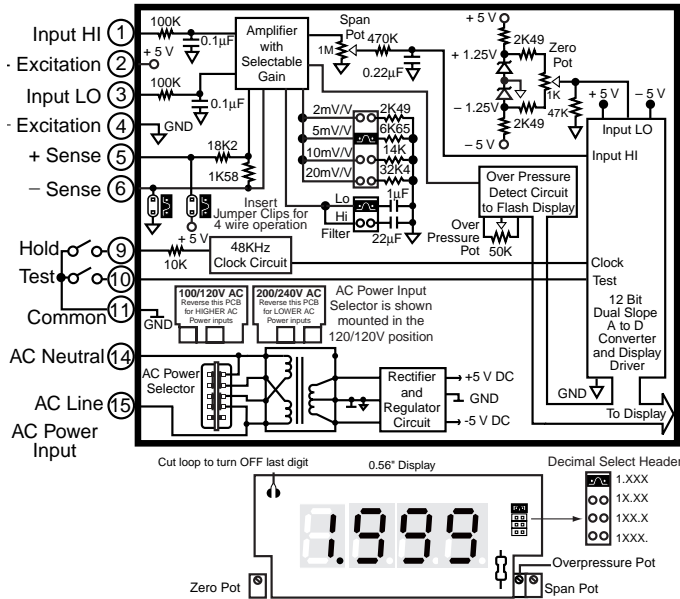 Input HI 1
- Excitation 2
Input LO 3
- Excitation 4
+ Sense 5
− Sense 6
Hold 9
Test 10
Common 11
AC Neutral 14
AC Line 15
AC Power
Input
100K
0.1µF
+ 5 V
100K
0.1µF
GND
18K2
1K58
+ 5 V
Amplifier
with
Selectable
Gain
Span
Pot
1M
470K
0.22µF
2mV/V
5mV/V
10mV/V
20mV/V
2K49
6K65
14K
32K4
1µF
Lo
Hi
Filter
22µF
Insert
Jumper Clips for
4 wire operation
+ 5 V
+ 1.25V
− 1.25V
− 5 V
2K49
2K49
Zero
Pot
1K
47K
+ 5 V
− 5 V
Input LO
Input HI
Over Pressure
Detect Circuit
to Flash Display
Over
Pressure
Pot
50K
10K
48KHz
Clock Circuit
Clock
Test
12 Bit
Dual Slope
A to D
Converter
and Display
Driver
GND
To Display
GND
100/120V AC
Reverse this PCB
for HIGHER AC
Power inputs
200/240V AC
Reverse this PCB
for LOWER AC
Power inputs
AC Power Input
Selector is shown
mounted in the
120/120V position
AC Power
Selector
Rectifier
and
Regulator
Circuit
+5 V DC
GND
-5 V DC
Cut loop to turn OFF last digit
0.56" Display
Decimal Select Header
1.XXX
1X.XX
1XX.X
1XXX.
1.999
Zero Pot
Overpressure Pot
Span Pot